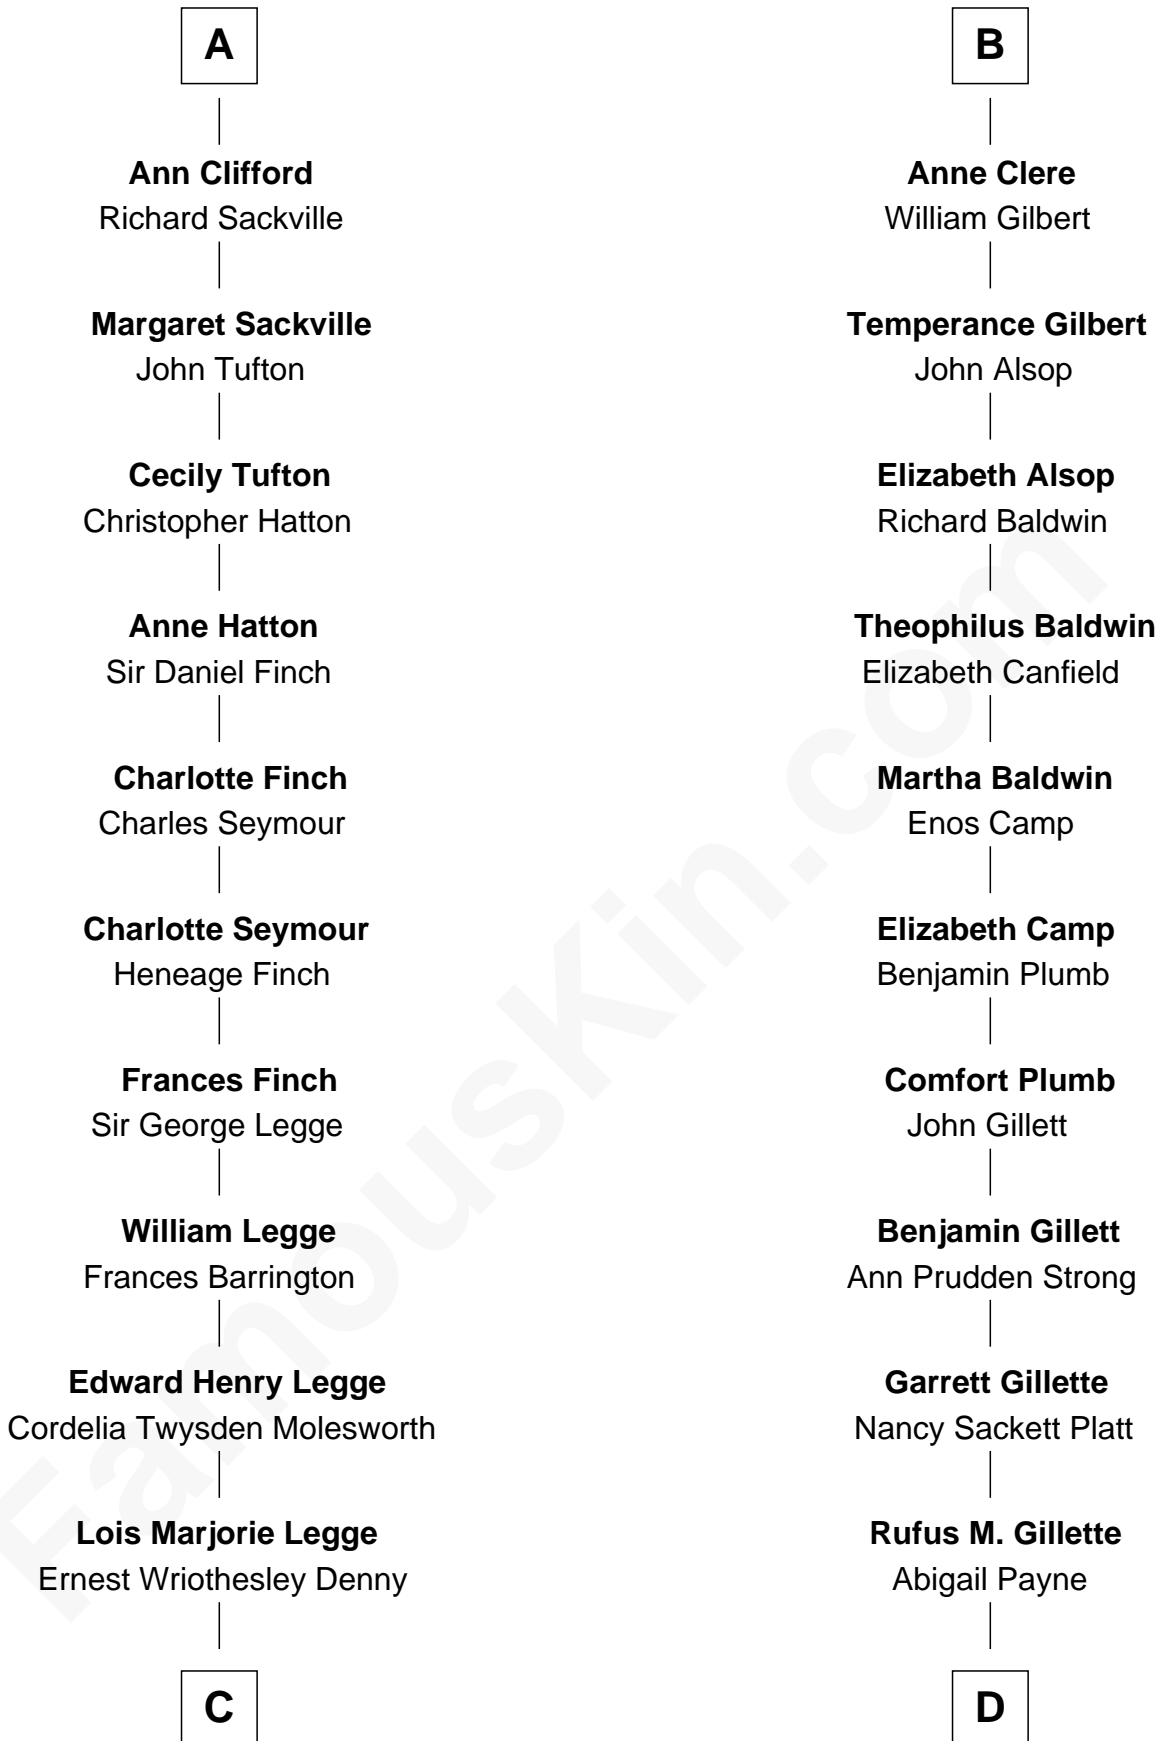 A
Ann Clifford
Richard Sackville
Margaret Sackville
John Tufton
Cecily Tufton
Christopher Hatton
Anne Hatton
Sir Daniel Finch
Charlotte Finch
Charles Seymour
Charlotte Seymour
Heneage Finch
Frances Finch
Sir George Legge
William Legge
Frances Barrington
Edward Henry Legge
Cordelia Twysden Molesworth
Lois Marjorie Legge
Ernest Wriothesley Denny
C
B
Anne Clere
William Gilbert
Temperance Gilbert
John Alsop
Elizabeth Alsop
Richard Baldwin
Theophilus Baldwin
Elizabeth Canfield
Martha Baldwin
Enos Camp
Elizabeth Camp
Benjamin Plumb
Comfort Plumb
John Gillett
Benjamin Gillett
Ann Prudden Strong
Garrett Gillette
Nancy Sackett Platt
Rufus M. Gillette
Abigail Payne
D
FamousKin.com